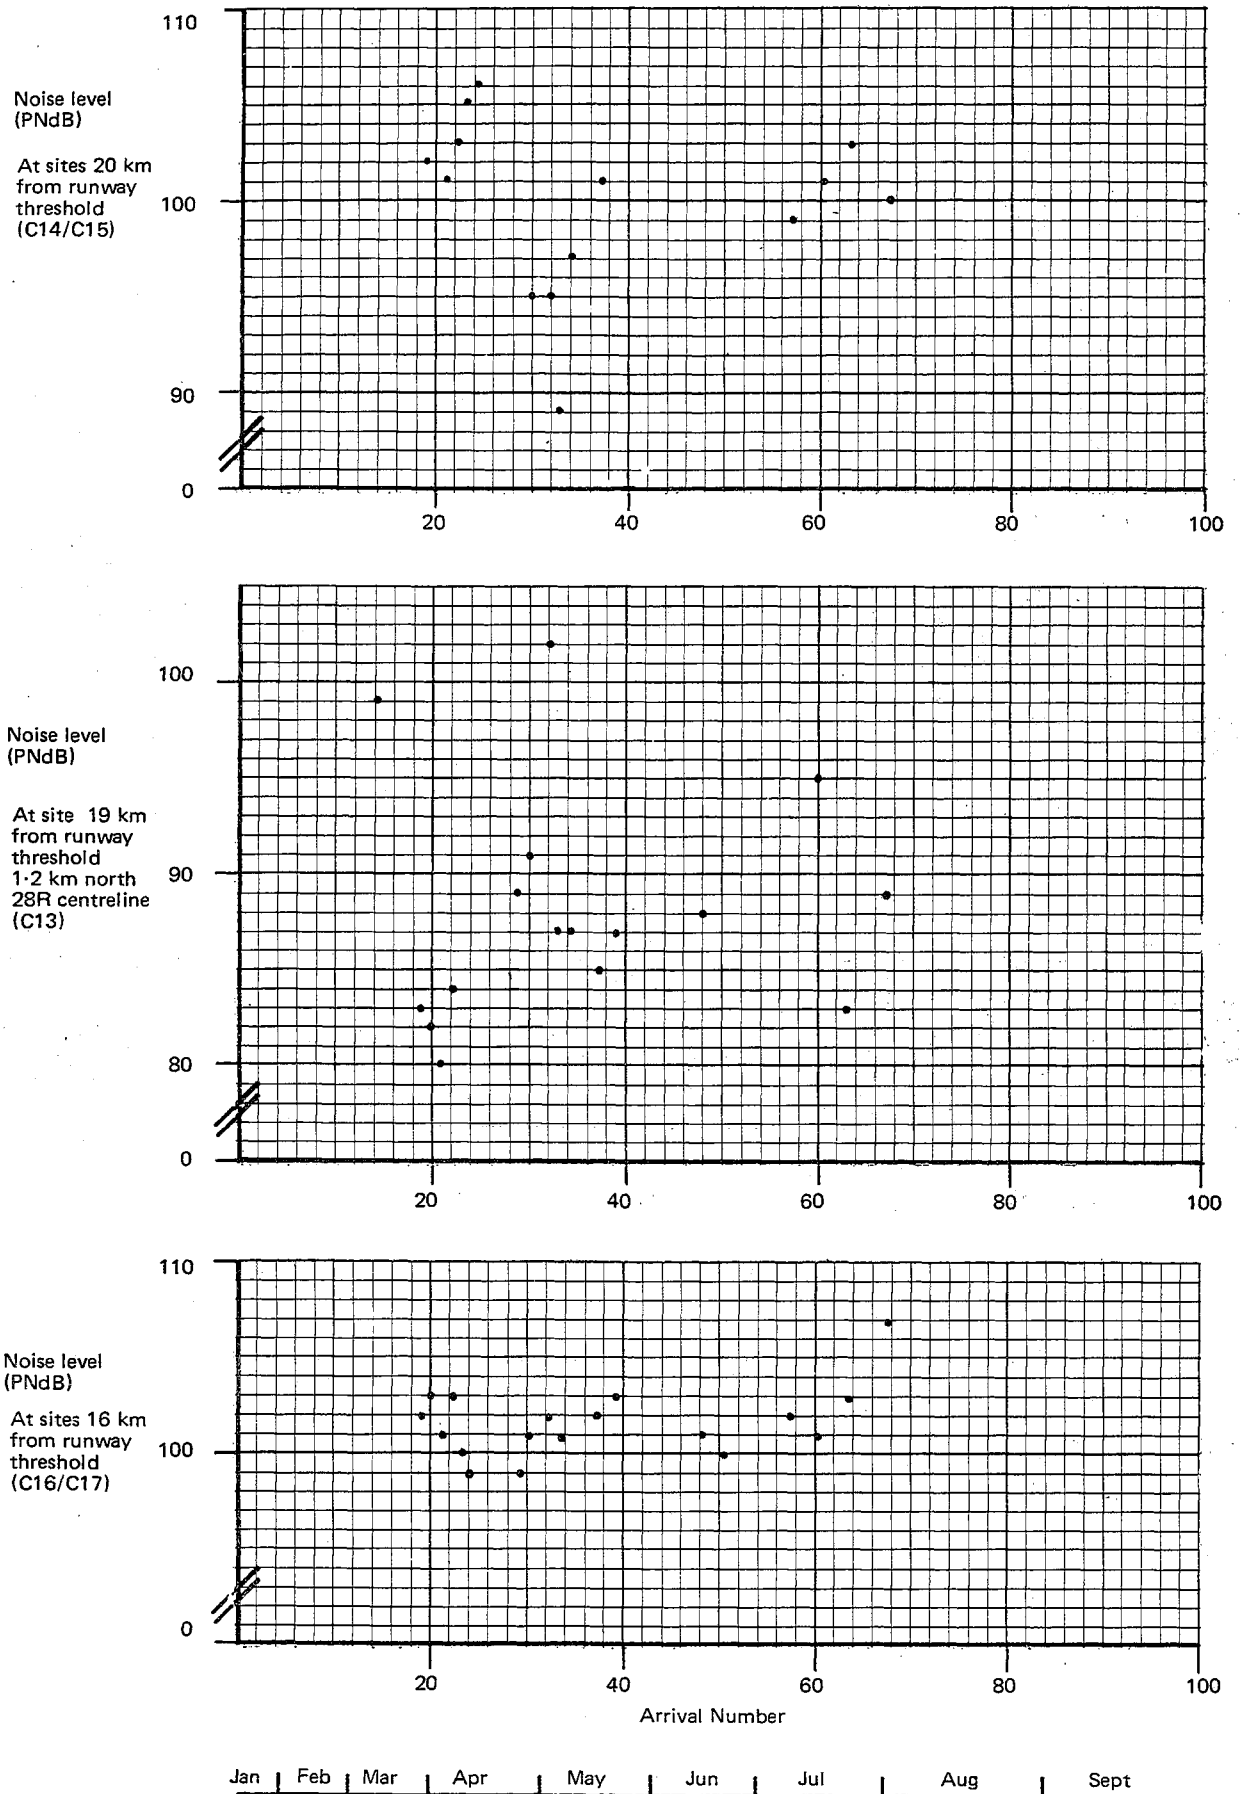 110
Noise level
(PNdB)
At sites 20 km
from runway
threshold
(C14/C15)
100
90
0
20 40 60 80 100
100
Noise level
(PNdB)
At site 19 km
from runway
threshold
1·2 km north
28R centreline
(C13)
90
80
0
20 40 60 80 100
110
Noise level
(PNdB)
At sites 16 km
from runway
threshold
(C16/C17)
100
0
20 40 60 80 100
Arrival Number
Jan Feb Mar Apr May Jun Jul Aug Sept